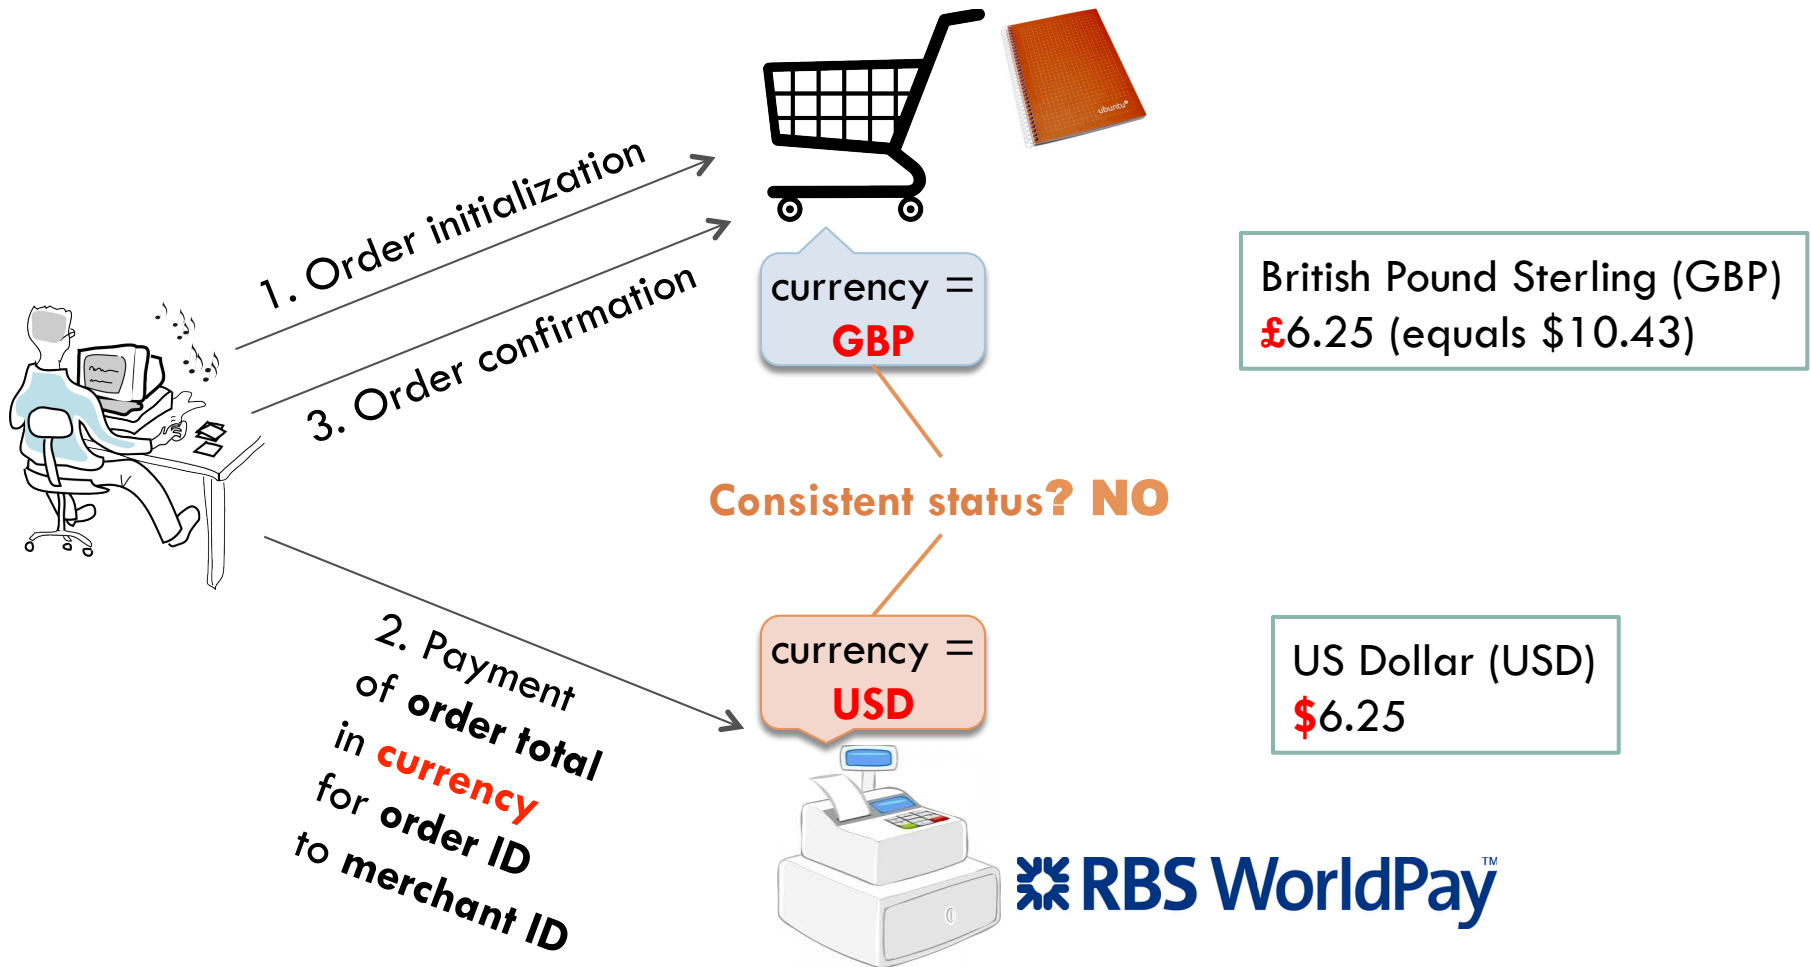 ubuntu®
1. Order initialization
3. Order confirmation
currency =
GBP
British Pound Sterling (GBP)
£6.25 (equals $10.43)
Consistent status? NO
2. Payment
of order total
in currency
for order ID
to merchant ID
currency =
USD
US Dollar (USD)
$6.25
RBS WorldPay™